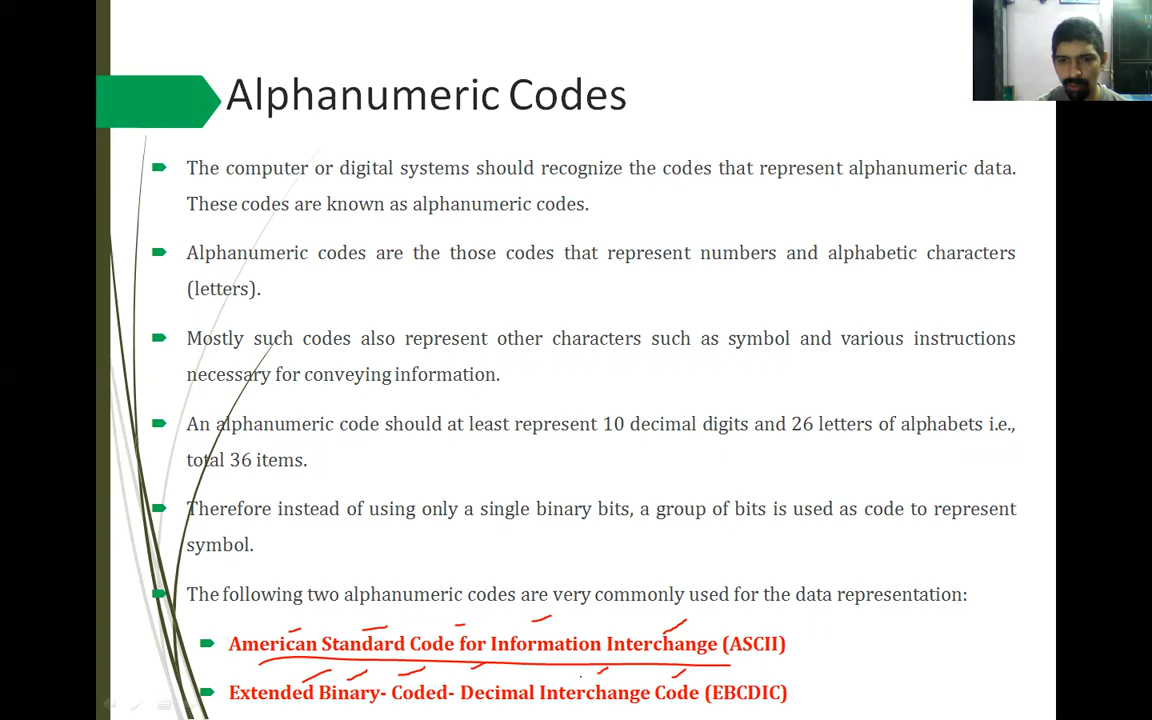 Alphanumeric Codes
The computer or digital systems should recognize the codes that represent alphanumeric data.
These codes are known as alphanumeric codes.
Alphanumeric codes are the those codes that represent numbers and alphabetic characters
(letters).
Mostly such codes also represent other characters such as symbol and various instructions
necessary for conveying information.
An alphanumeric code should at least represent 10 decimal digits and 26 letters of alphabets i.e.,
total 36 items.
Therefore instead of using only a single binary bits, a group of bits is used as code to represent
symbol.
The following two alphanumeric codes are very commonly used for the data representation:
American Standard Code for Information Interchange (ASCII)
Extended Binary- Coded- Decimal Interchange Code (EBCDIC)